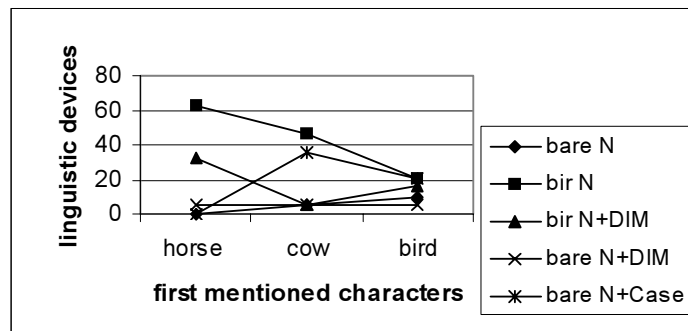 linguistic devices
80
60
40
20
0
horse cow bird
first mentioned characters
bare N
bir N
bir N+DIM
bare N+DIM
bare N+Case